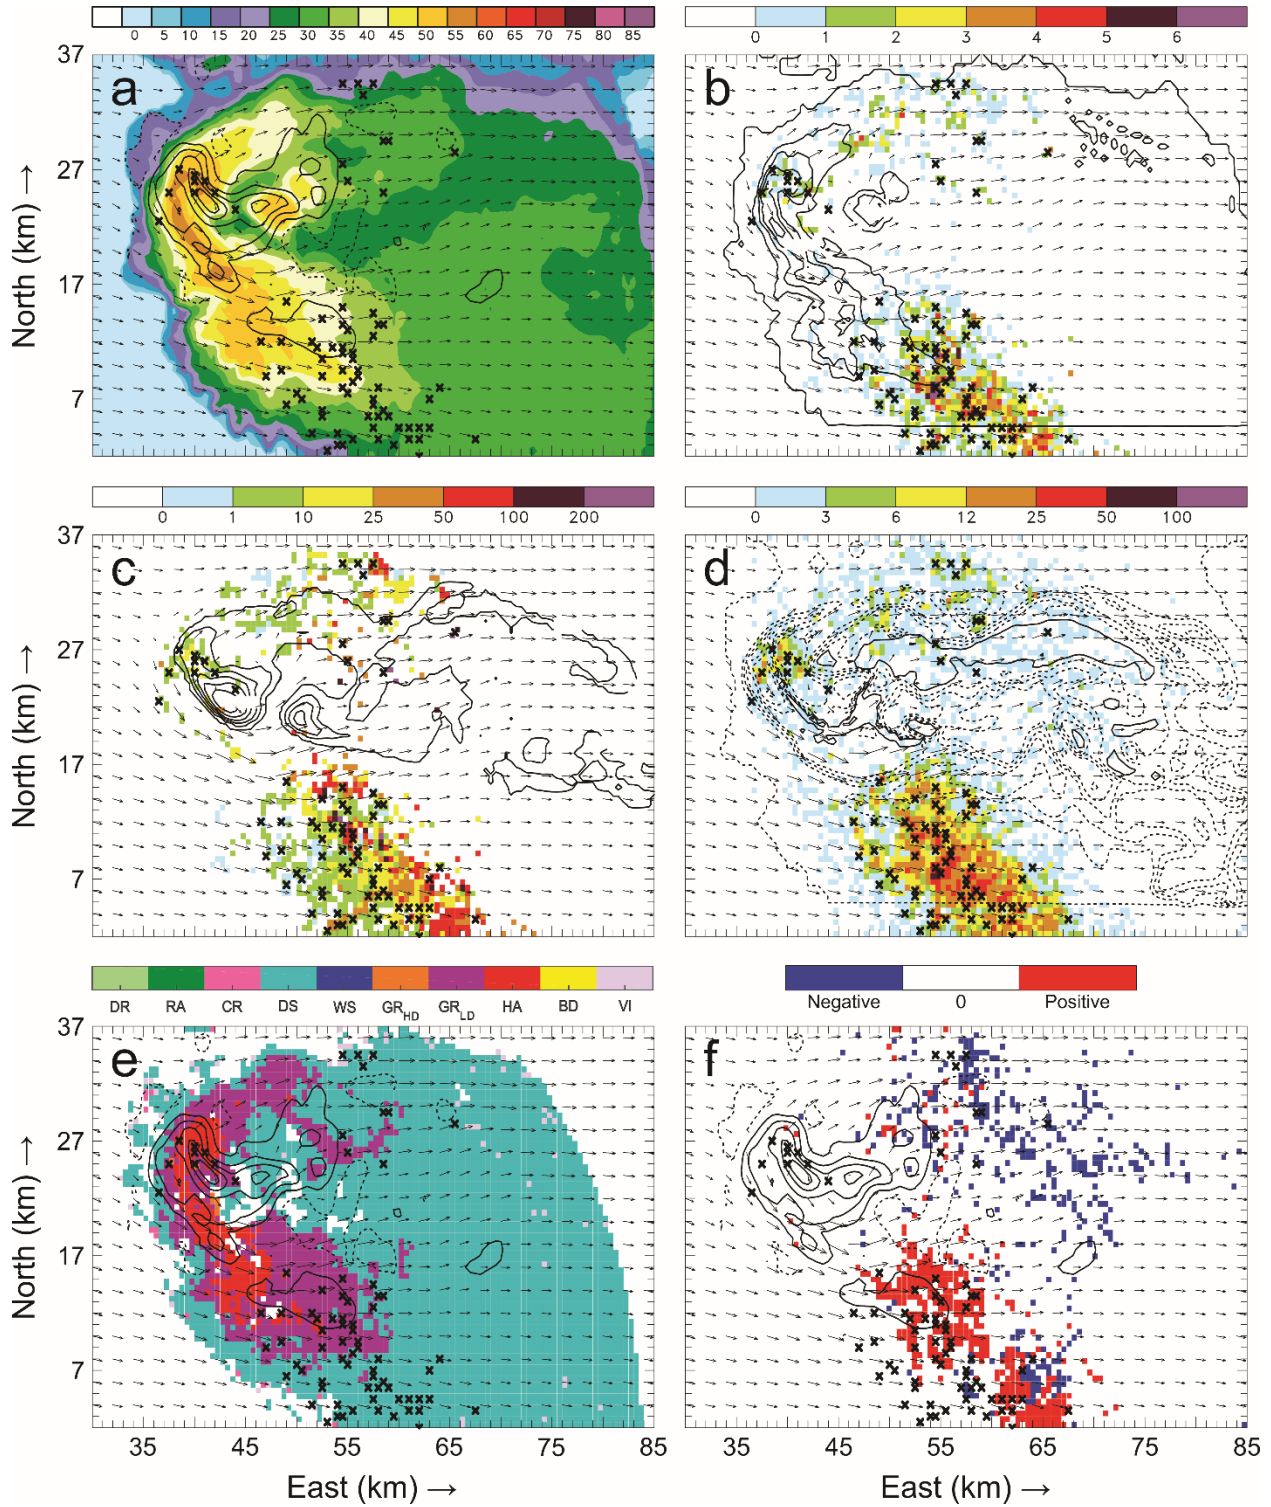 0 5 10 15 20 25 30 35 40 45 50 55 60 65 70 75 80 85
0 1 2 3 4 5 6
37
27
17
7
North (km) →
a
b
0 1 10 25 50 100 200
0 3 6 12 25 50 100
37
27
17
7
North (km) →
c
d
DR RA CR DS WS GR HD GR LD HA BD VI
Negative 0 Positive
37
27
17
7
North (km) →
e
f
35 45 55 65 75 85
35 45 55 65 75 85
East (km) →
East (km) →